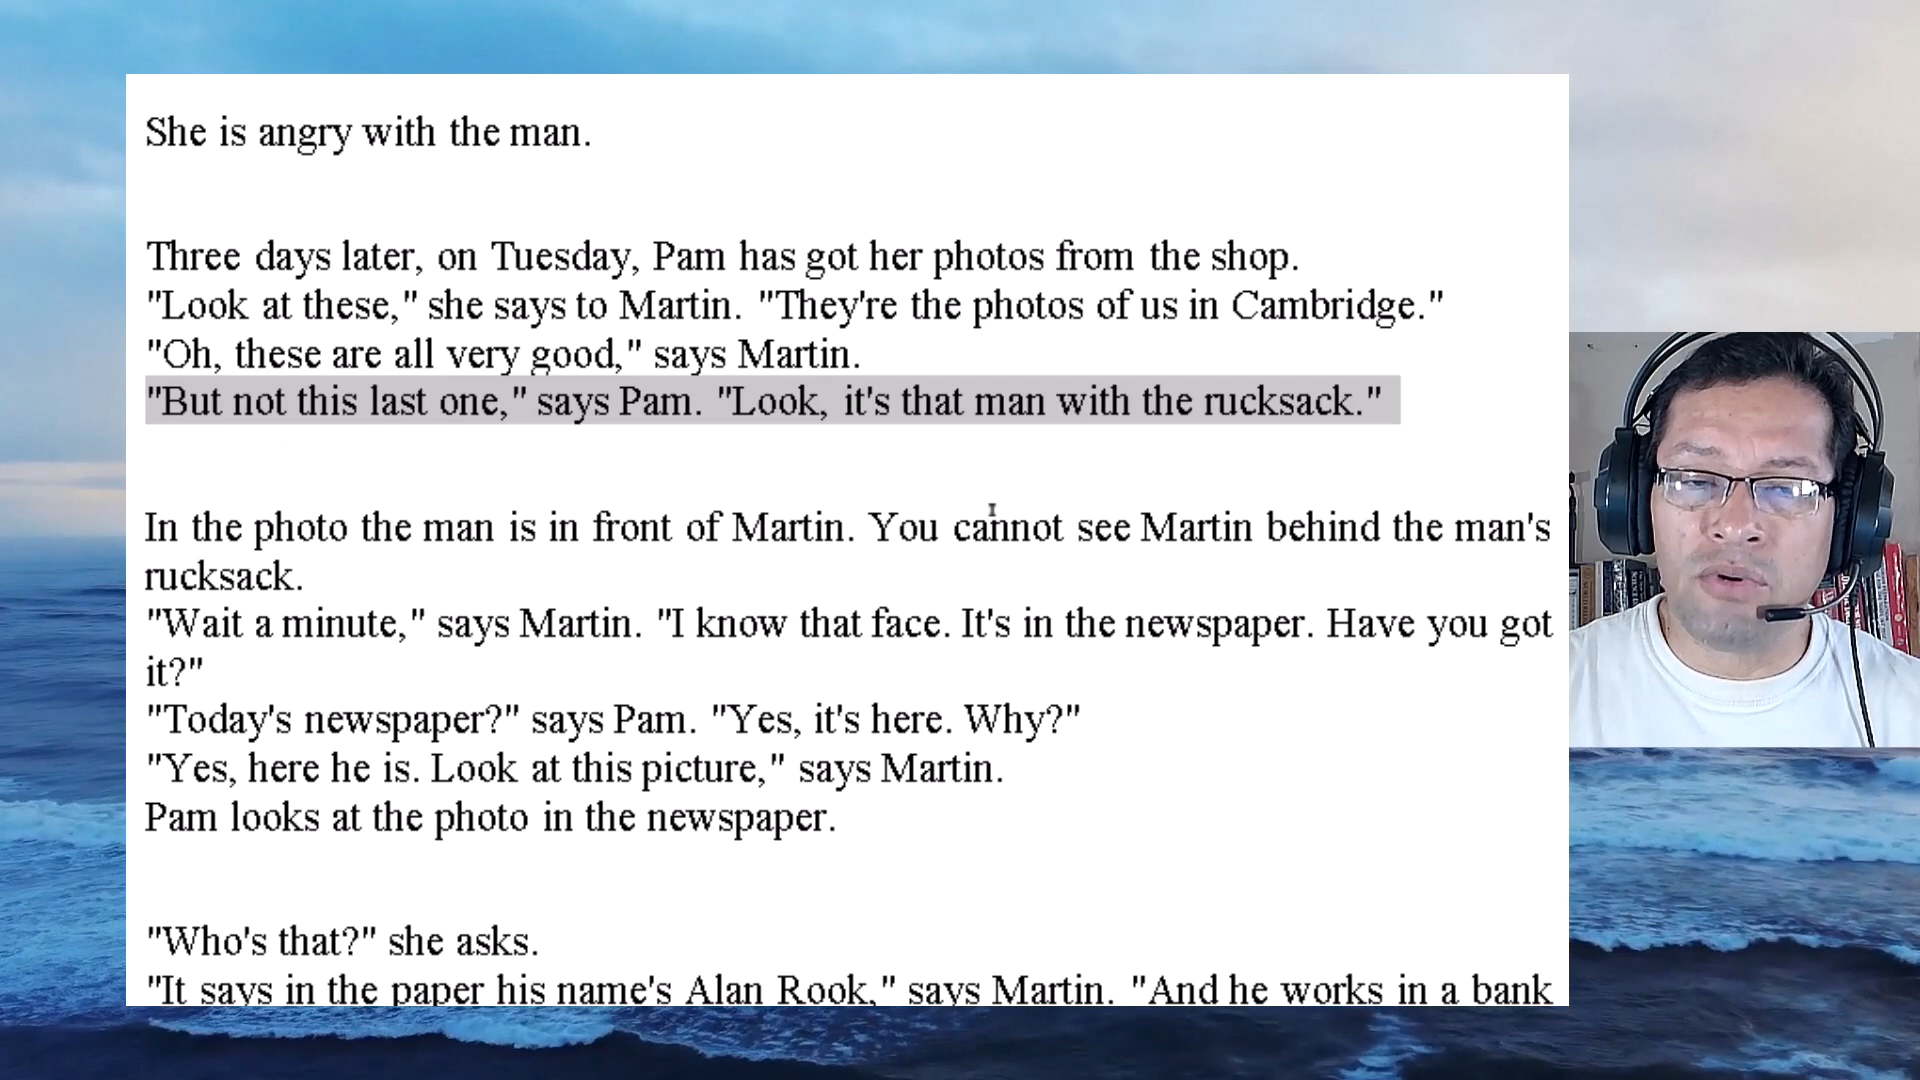 She is angry with the man.
Three days later, on Tuesday, Pam has got her photos from the shop.
"Look at these," she says to Martin. "They're the photos of us in Cambridge."
"Oh, these are all very good," says Martin.
"But not this last one," says Pam. "Look, it's that man with the rucksack."
In the photo the man is in front of Martin. You cannot see Martin behind the man's
rucksack.
"Wait a minute," says Martin. "I know that face. It's in the newspaper. Have you got
it?"
"Today's newspaper?" says Pam. "Yes, it's here. Why?"
"Yes, here he is. Look at this picture," says Martin.
Pam looks at the photo in the newspaper.
"Who's that?" she asks.
"It says in the paper his name's Alan Rook," says Martin. "And he works in a bank